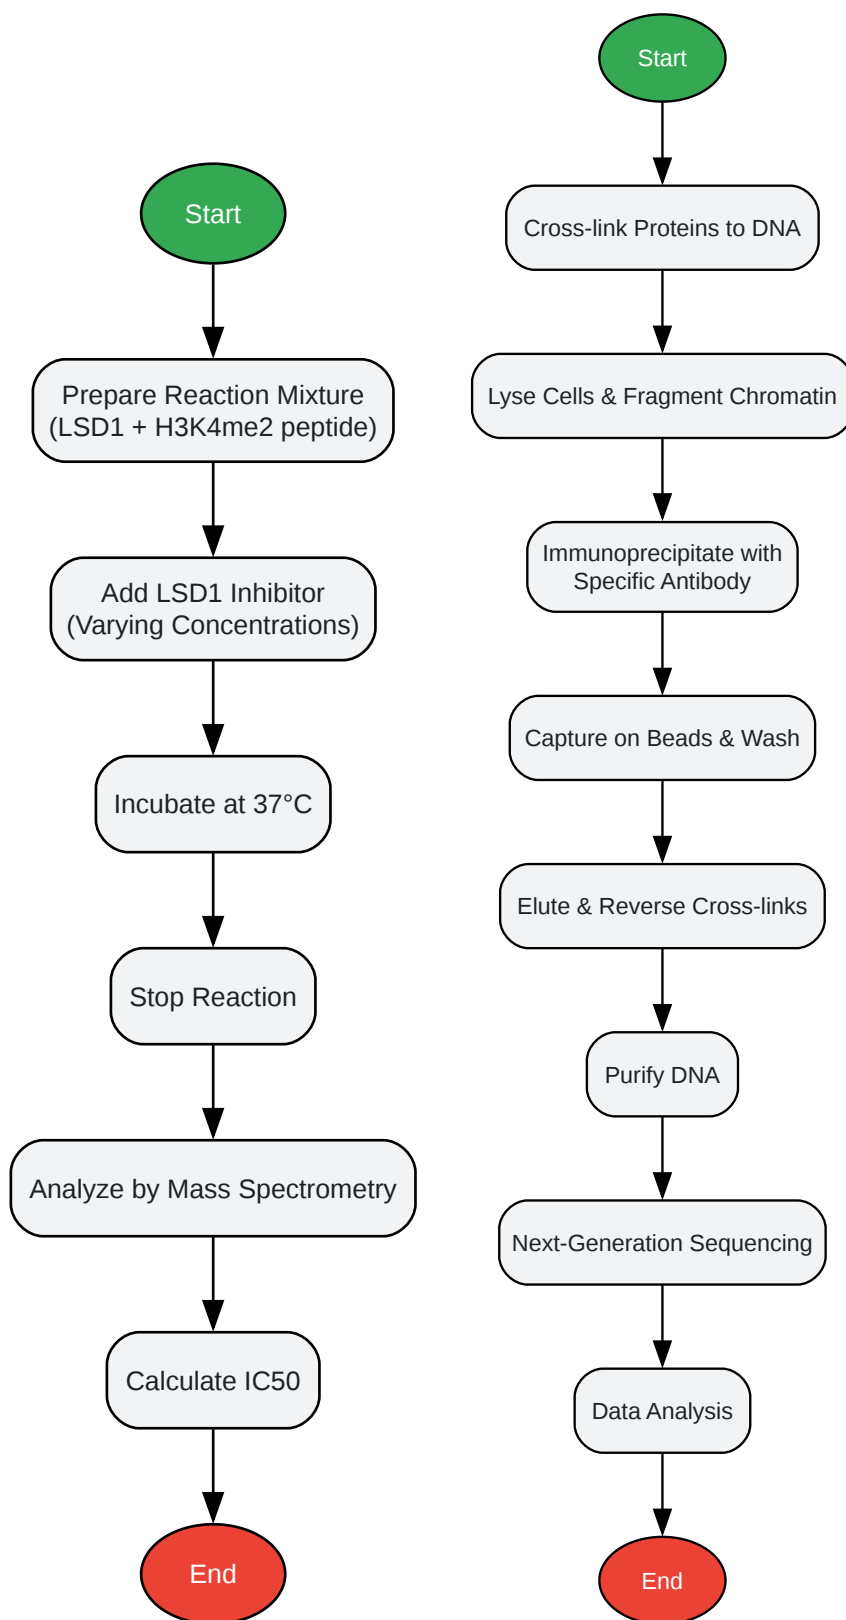 Start
Prepare Reaction Mixture
(LSD1 + H3K4me2 peptide)
Add LSD1 Inhibitor
(Varying Concentrations)
Incubate at 37°C
Stop Reaction
Analyze by Mass Spectrometry
Calculate IC50
End
Start
Cross-link Proteins to DNA
Lyse Cells & Fragment Chromatin
Immunoprecipitate with
Specific Antibody
Capture on Beads & Wash
Elute & Reverse Cross-links
Purify DNA
Next-Generation Sequencing
Data Analysis
End